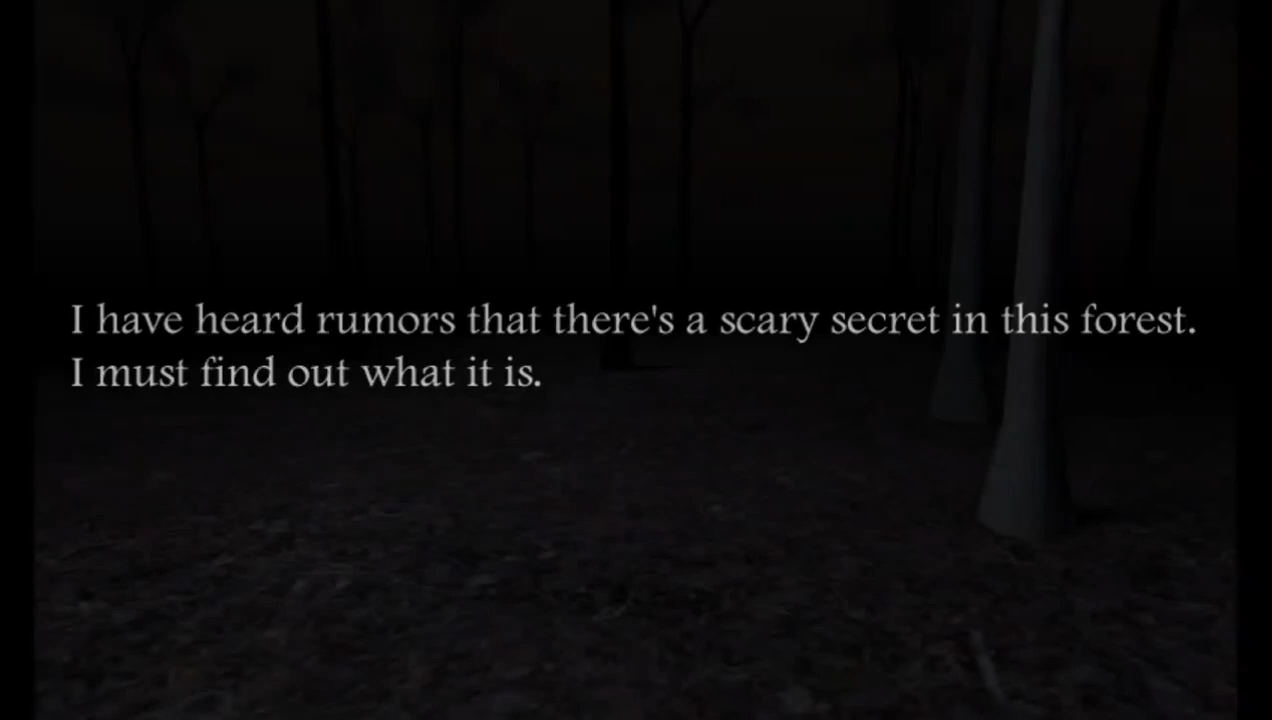 I have heard rumors that there's a scary secret in this forest.
I must find out what it is.